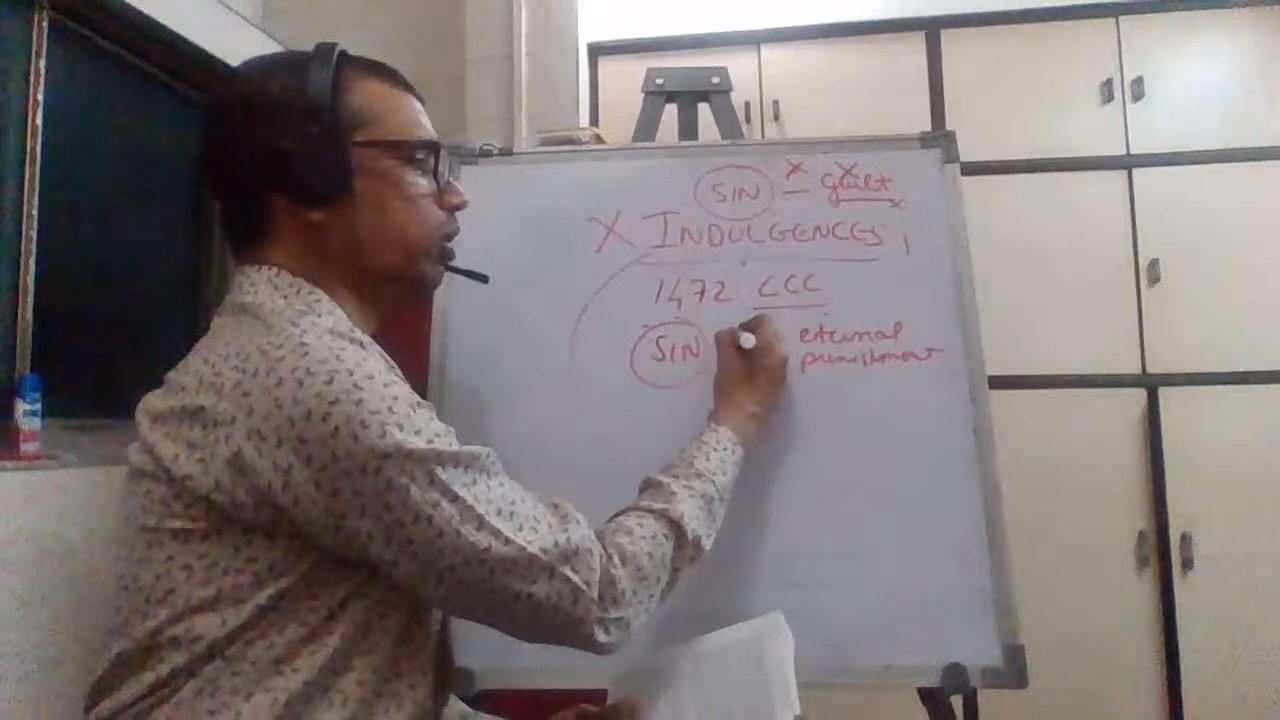 SIN – Guilt
X INDULGENCES
1472 CCC
SIN eternal
punishment